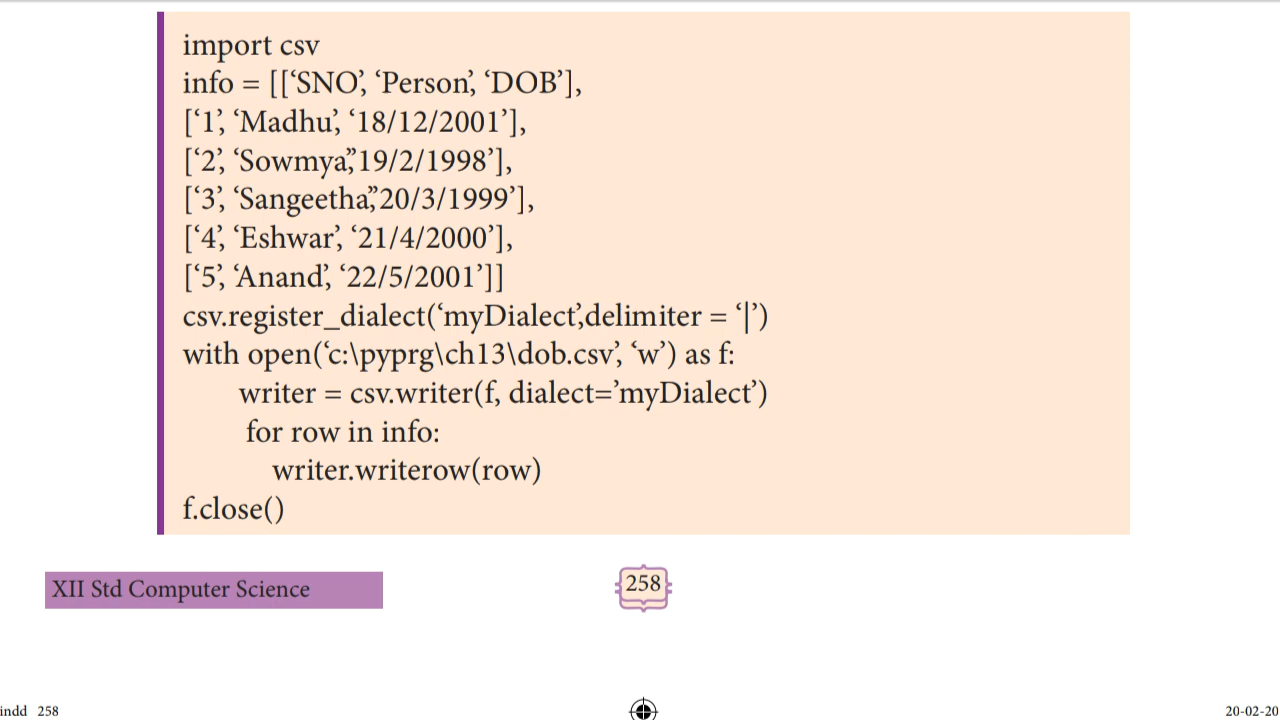 import csv
info = [[‘SNO’, ‘Person’, ‘DOB’],
[‘1’, ‘Madhu’, ‘18/12/2001’],
[‘2’, ‘Sowmya’,’19/2/1998’],
[‘3’, ‘Sangeetha’,’20/3/1999’],
[‘4’, ‘Eshwar’, ‘21/4/2000’],
[‘5’, ‘Anand’, ‘22/5/2001’]]
csv.register_dialect(‘myDialect’,delimiter = ‘|’)
with open(‘c:\pyprg\ch13\dob.csv’, ‘w’) as f:
writer = csv.writer(f, dialect=’myDialect’)
for row in info:
writer.writerow(row)
f.close()
XII Std Computer Science
258
indd 258
20-02-20